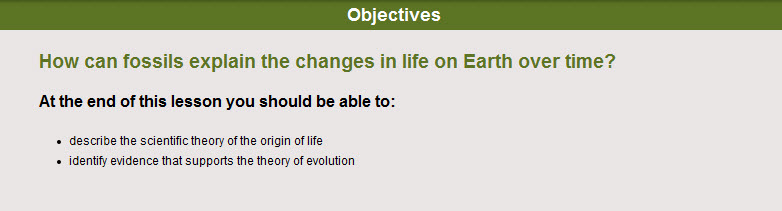 Objectives
How can fossils explain the changes in life on Earth over time?
At the end of this lesson you should be able to:
• describe the scientific theory of the origin of life
• identify evidence that supports the theory of evolution